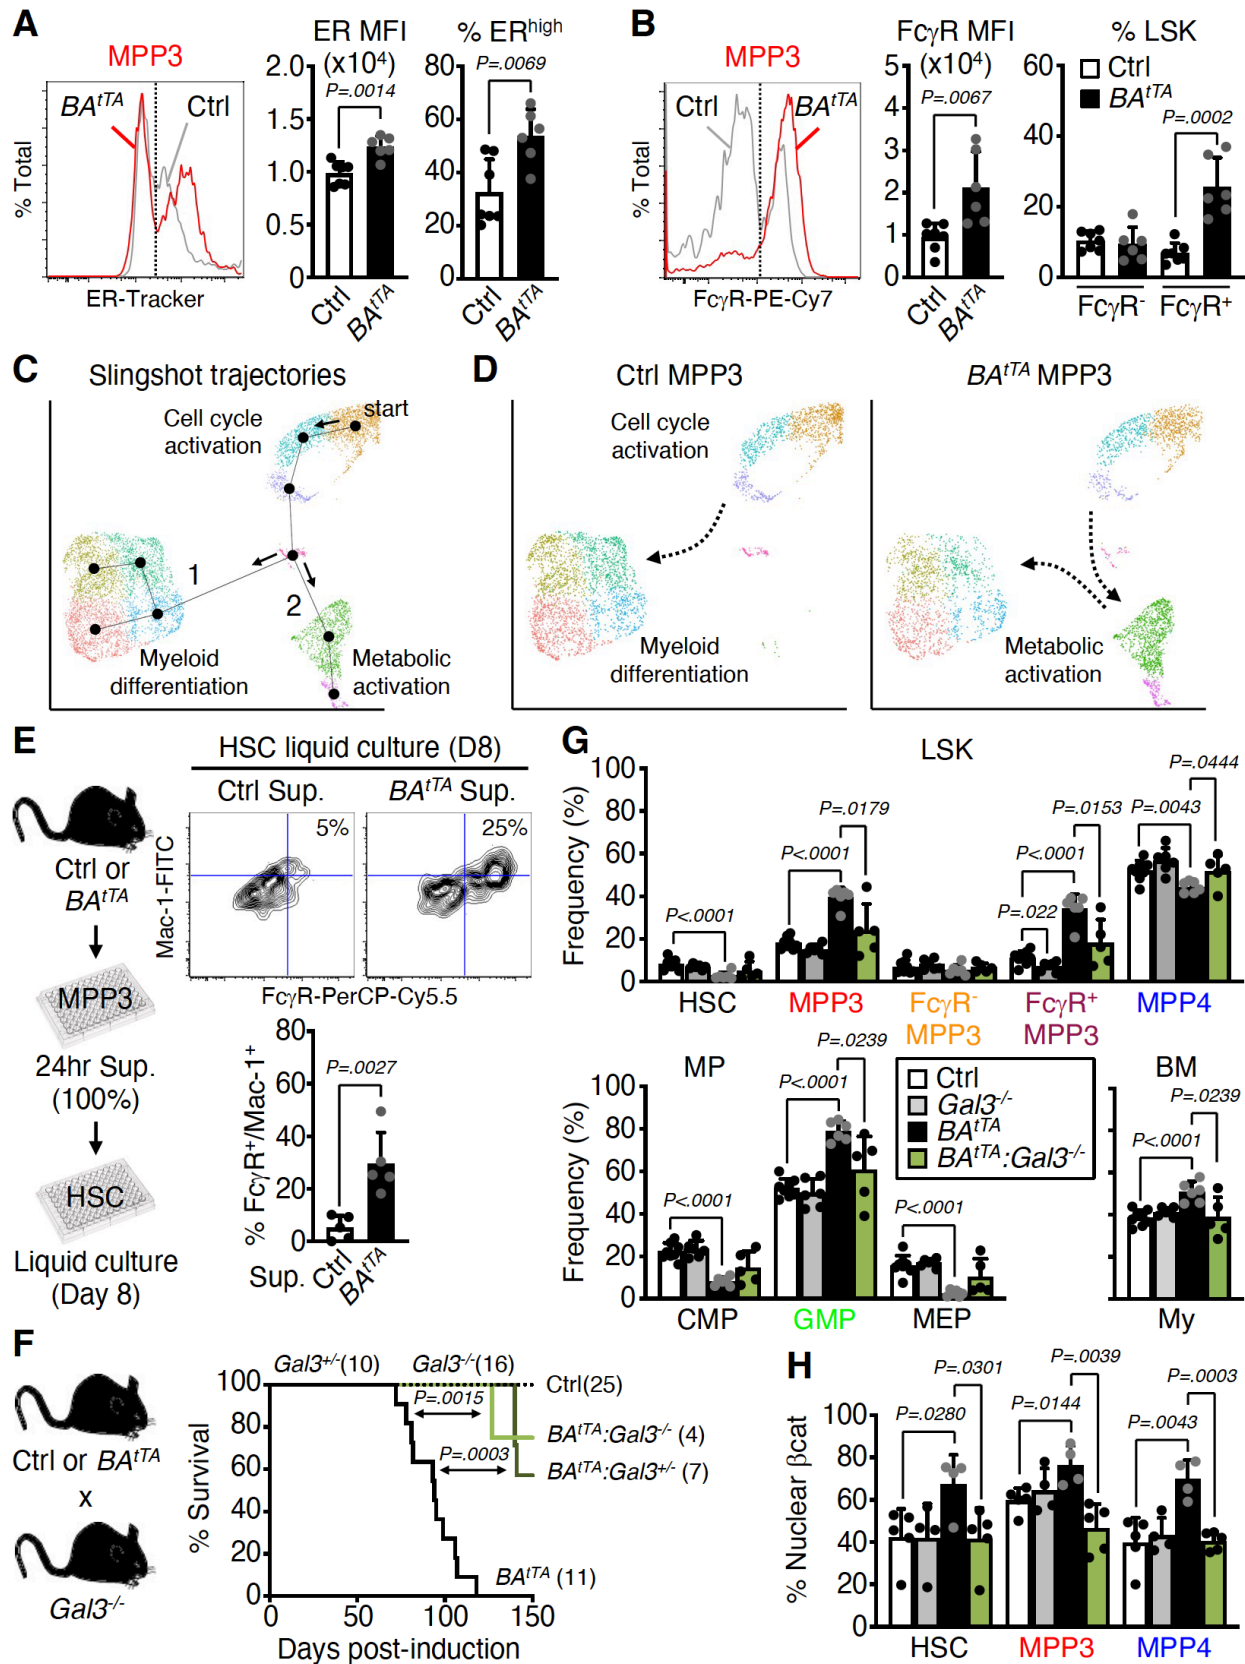 A
MPP3
BAtTA
Ctrl
% Total
ER-Tracker
ER MFI
(x10⁴)
P=.0014
2.0
1.5
1.0
0.5
0
Ctrl
BAtTA
% ERhigh
P=.0069
80
60
40
20
0
Ctrl
BAtTA
B
MPP3
Ctrl
BAtTA
% Total
FcγR-PE-Cy7
FcγR MFI
(x10⁴)
P=.0067
5
4
3
2
1
0
Ctrl
BAtTA
% LSK
Ctrl
BAtTA
P=.0002
60
40
20
0
FcγR⁻
FcγR⁺
C
Slingshot trajectories
Cell cycle
activation
start
1
2
Myeloid
differentiation
Metabolic
activation
D
Ctrl MPP3
Cell cycle
activation
Myeloid
differentiation
BAtTA MPP3
Metabolic
activation
E
Ctrl or
BAtTA
MPP3
24hr Sup.
(100%)
HSC
Liquid culture
(Day 8)
HSC liquid culture (D8)
Ctrl Sup.
BAtTA Sup.
5%
25%
Mac-1-FITC
FcγR-PerCP-Cy5.5
% FcγR⁺/Mac-1⁺
80
60
40
20
0
P=.0027
Sup.
Ctrl
BAtTA
F
Ctrl or BAtTA
x
Gal3-/-
Gal3+/-(10)
Gal3-/-(16)
Ctrl(25)
P=.0015
BAtTA:Gal3-/- (4)
P=.0003
BAtTA:Gal3+/- (7)
BAtTA (11)
% Survival
100
80
60
40
20
0
0
50
100
150
Days post-induction
G
LSK
Frequency (%)
100
80
60
40
20
0
P<.0001
P<.0001
P=.0179
P=.022
P<.0001
P=.0153
P=.0043
P=.0444
HSC
MPP3
FcγR⁻
MPP3
FcγR⁺
MPP3
MPP4
MP
Frequency (%)
100
80
60
40
20
0
P<.0001
P<.0001
P=.0239
P<.0001
CMP
GMP
MEP
Ctrl
Gal3-/-
BAtTA
BAtTA:Gal3-/-
BM
P<.0001
P=.0239
My
H
% Nuclear βcat
100
80
60
40
20
0
P=.0280
P=.0301
P=.0144
P=.0039
P=.0043
P=.0003
HSC
MPP3
MPP4